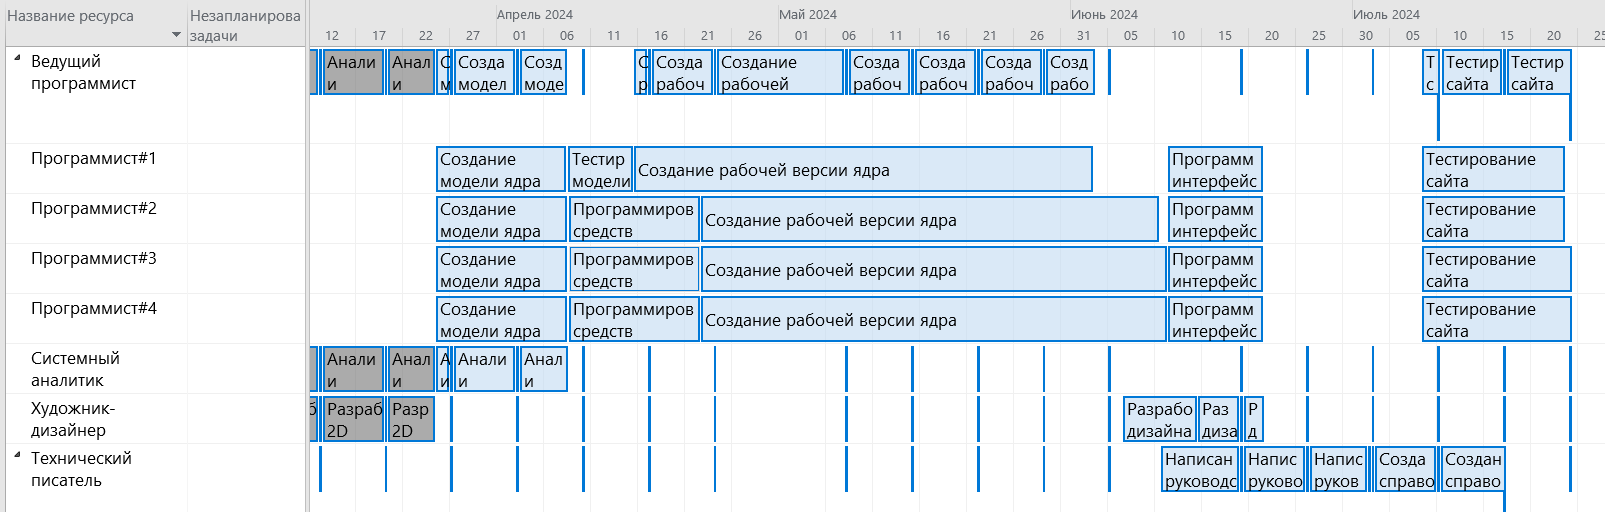 Название ресурса
Незапланирова
задачи
Апрель 2024
Май 2024
Июнь 2024
Июль 2024
12 17 22 27 01 06 11 16 21 26 01 06 11 16 21 26 31 05 10 15 20 25 30 05 10 15 20 25
Ведущий
программист
Анали
и
Анал
и
С
м
Созда
модел
Созд
моде
С
р
Созда
рабоч
Создание
рабочей
Созда
рабоч
Созда
рабоч
Созда
рабоч
Созд
рабо
Т
с
Тестир
сайта
Тестир
сайта
Программист#1
Создание
модели ядра
Тестир
модели
Создание рабочей версии ядра
Программ
интерфейс
Тестирование
сайта
Программист#2
Создание
модели ядра
Программиров
средств
Создание рабочей версии ядра
Программ
интерфейс
Тестирование
сайта
Программист#3
Создание
модели ядра
Программиров
средств
Создание рабочей версии ядра
Программ
интерфейс
Тестирование
сайта
Программист#4
Создание
модели ядра
Программиров
средств
Создание рабочей версии ядра
Программ
интерфейс
Тестирование
сайта
Системный
аналитик
Анали
и
Анал
и
А
и
Анали
и
Анал
и
Художник-
дизайнер
б
Разраб
2D
Разр
2D
Разрабо
дизайна
Раз
диза
Р
д
Технический
писатель
Написан
руководс
Напис
руково
Напис
руков
Созда
справо
Создан
справо